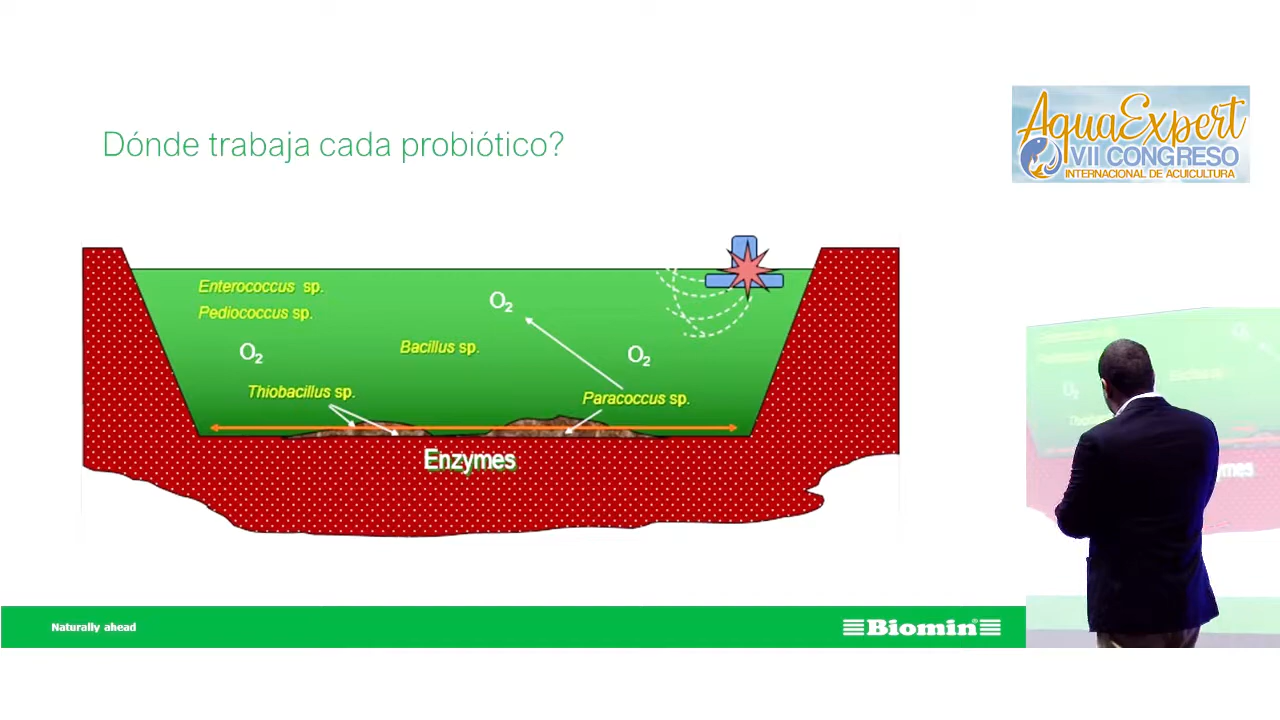 Dónde trabaja cada probiótico?
AquaExpert
VII CONGRESO
INTERNACIONAL DE ACUICULTURA
Enterococcus sp.
Pediococcus sp.
O₂
Bacillus sp.
O₂
O₂
Thiobacillus sp.
Paracoccus sp.
Enzymes
Naturally ahead
Biomin®